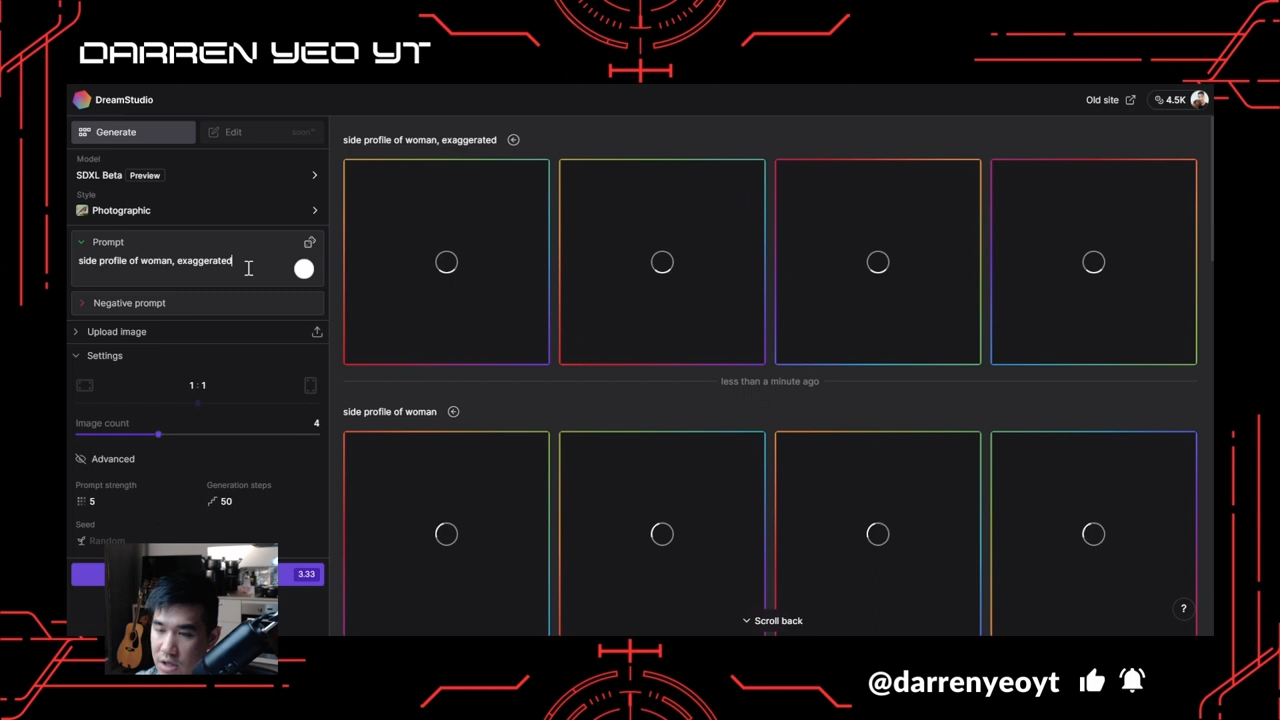 DARREN YEO YT
DreamStudio
Old site
4.5K
Generate
Edit
soon™
side profile of woman, exaggerated
Model
SDXL Beta Preview
Style
Photographic
Prompt
side profile of woman, exaggerated
Negative prompt
Upload image
Settings
1 : 1
less than a minute ago
side profile of woman
Image count 4
Advanced
Prompt strength Generation steps
5 50
Seed
Random
3.33
?
Scroll back
@darrenyeoyt